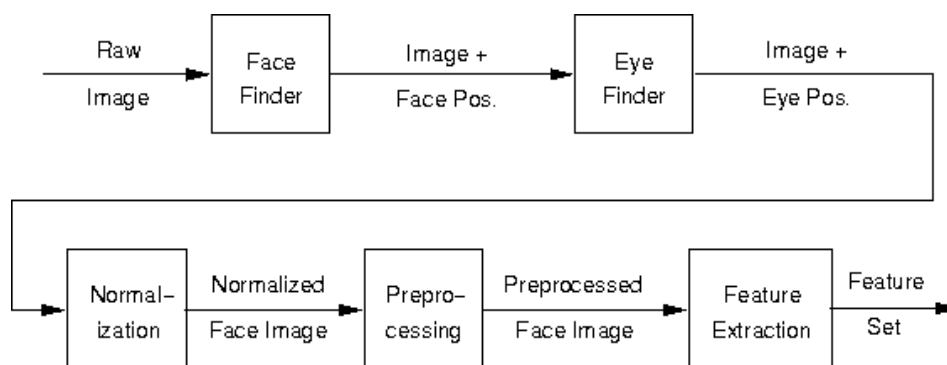 Raw
Image
Face
Finder
Image +
Face Pos.
Eye
Finder
Image +
Eye Pos.
Normal-
ization
Normalized
Face Image
Prepro-
cessing
Preprocessed
Face Image
Feature
Extraction
Feature
Set